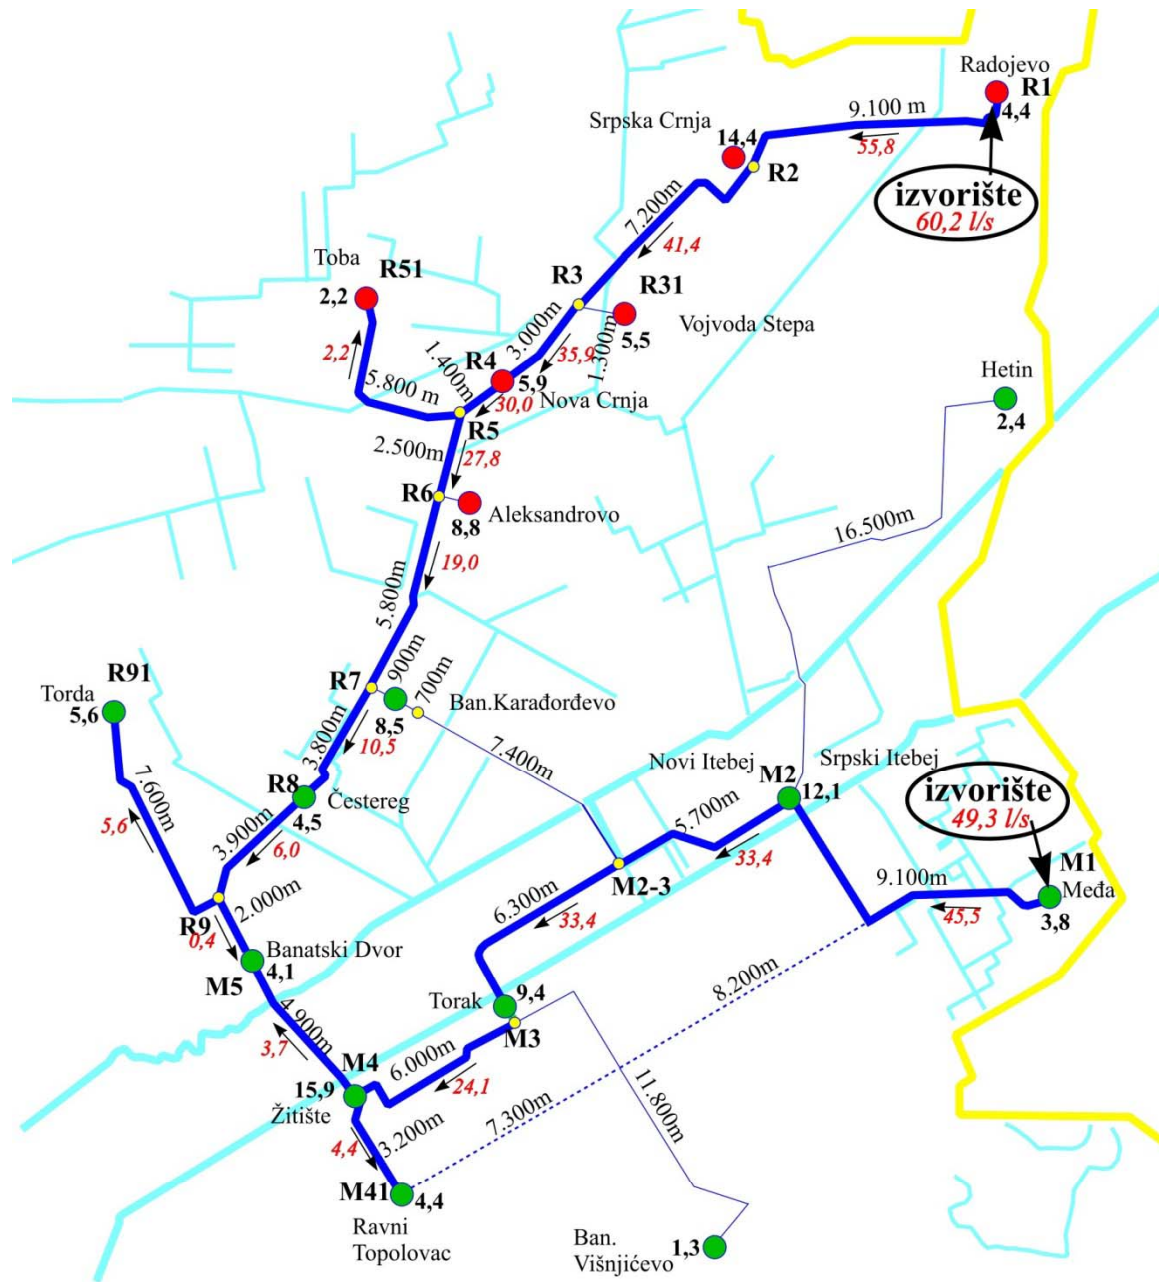 Radojevo
R1
4,4
9.100 m
55,8
Srpska Crnja
14,4
R2
izvorište
60,2 l/s
7.200m
41,4
Toba
R51
2,2
R3
R31
5,5
Vojvoda Stepa
1.300m
3.000m
35,9
2,2
5.800 m
1.400m
R4
5,9
30,0
Nova Crnja
Hetin
2,4
R5
2.500m
27,8
R6
8,8
Aleksandrovo
19,0
16.500m
5.800m
R7
900m
700m
8,5
Ban.Karađorđevo
R91
Torda
5,6
10,5
3.800m
7.400m
Novi Itebej
Srpski Itebej
M2
12,1
izvorište
49,3 l/s
R8
Čestereg
4,5
7.600m
5,6
3.900m
6,0
5.700m
33,4
M2-3
M1
Međa
9.100m
3,8
45,5
2.000m
R9
0,4
6.300m
33,4
Banatski Dvor
4,1
M5
8.200m
Torak
9,4
M3
4.900m
3,7
M4
6.000m
24,1
15,9
Žitište
11.800m
7.300m
3.200m
4,4
M41
4,4
Ravni
Topolovac
Ban.
1,3
Višnjićevo